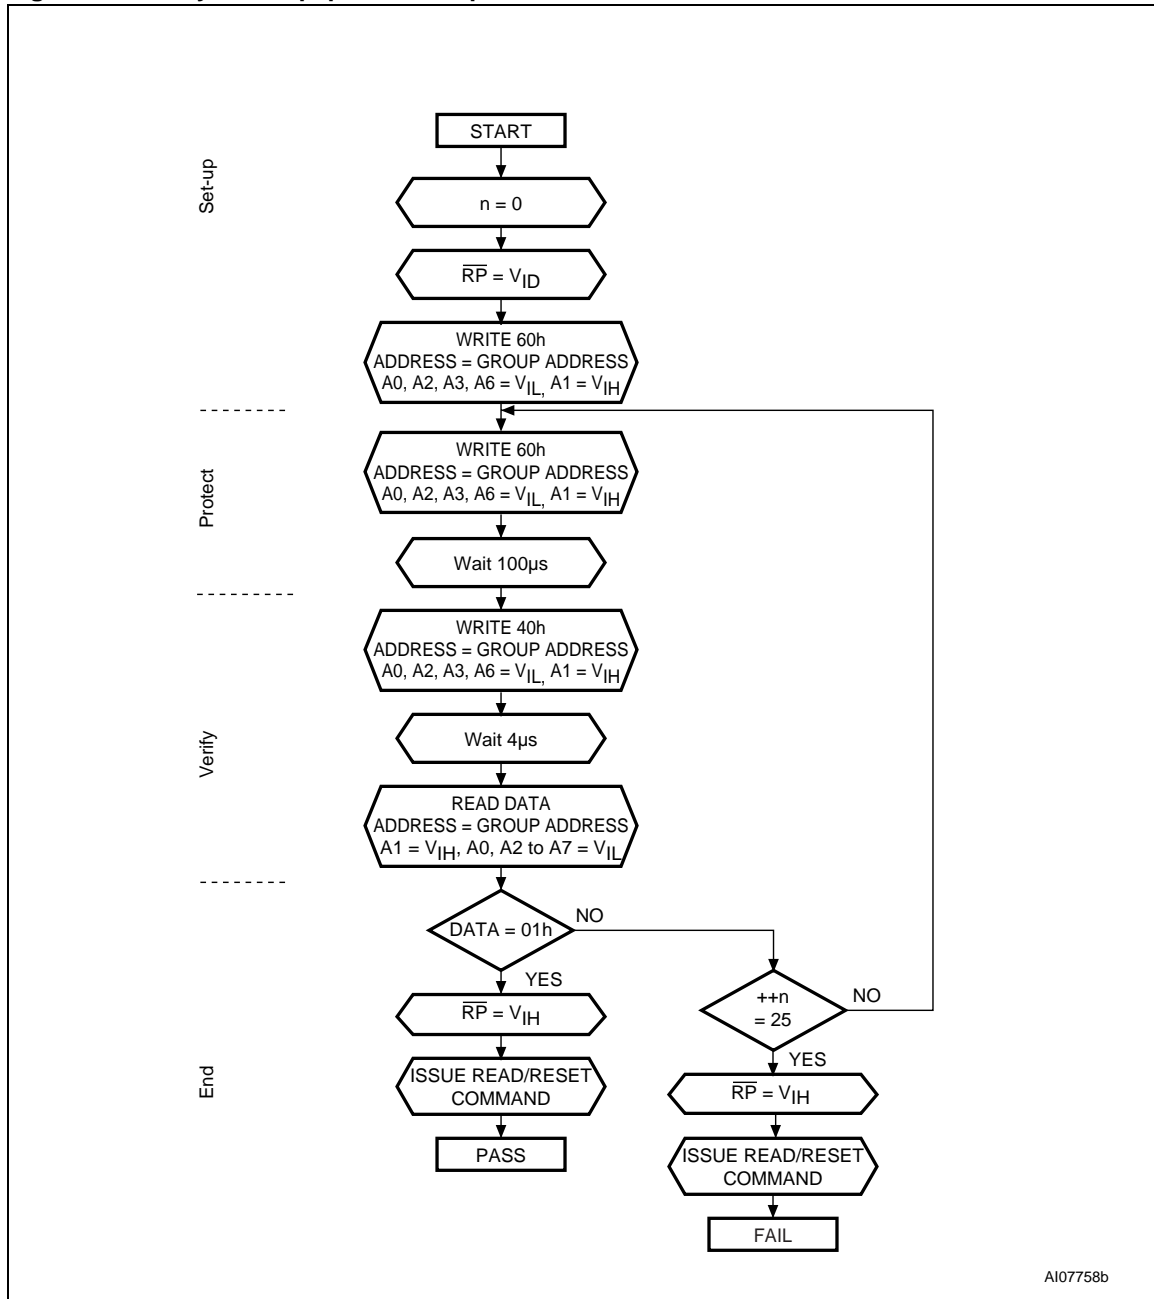 START
Set-up
n = 0
RP = VID
WRITE 60h
ADDRESS = GROUP ADDRESS
A0, A2, A3, A6 = VIL, A1 = VIH
Protect
WRITE 60h
ADDRESS = GROUP ADDRESS
A0, A2, A3, A6 = VIL, A1 = VIH
Wait 100µs
Verify
WRITE 40h
ADDRESS = GROUP ADDRESS
A0, A2, A3, A6 = VIL, A1 = VIH
Wait 4µs
READ DATA
ADDRESS = GROUP ADDRESS
A1 = VIH, A0, A2 to A7 = VIL
End
DATA = 01h
NO
YES
RP = VIH
ISSUE READ/RESET
COMMAND
PASS
++n
= 25
NO
YES
RP = VIH
ISSUE READ/RESET
COMMAND
FAIL
AI07758b